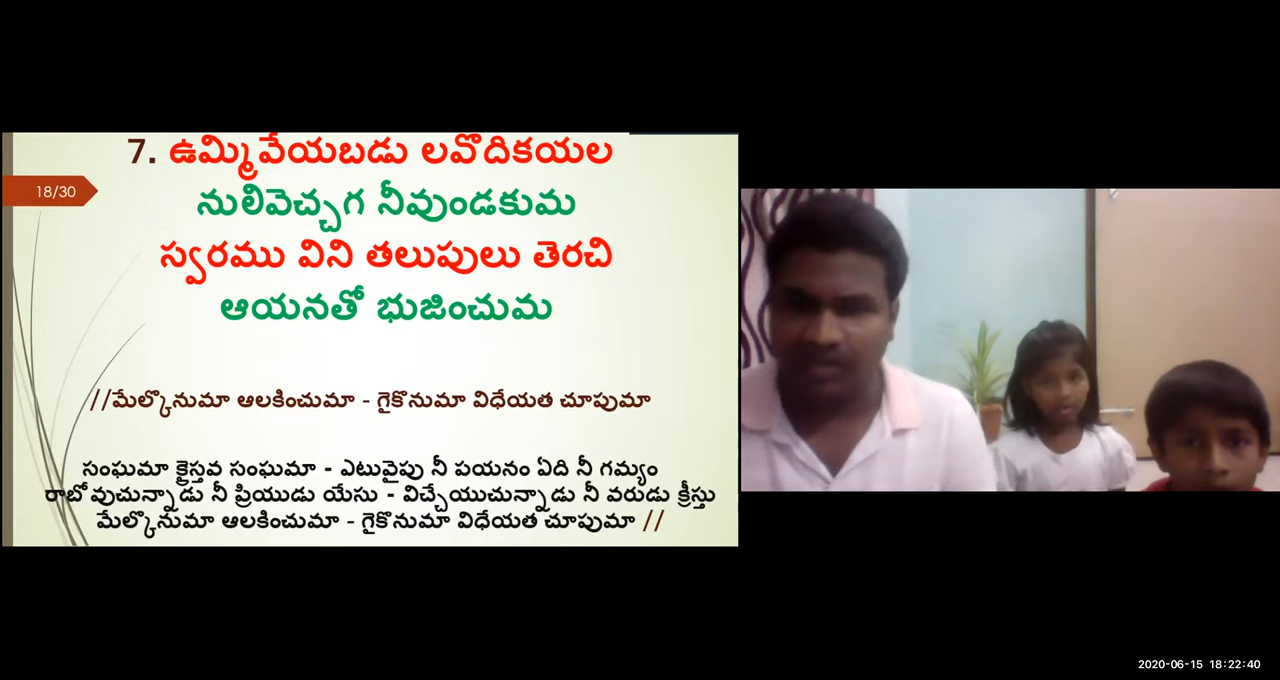 7. ఉమ్మివేయబడు లవొదికయల
18/30
నులివెచ్చగ నీవుండకుమ
స్వరము విని తలుపులు తెరచి
ఆయనతో భుజించుమ
//మేల్కొనుమా ఆలకించుమా - గైకొనుమా విధేయత చూపుమా
సంఘమా క్రైస్తవ సంఘమా - ఎటువైపు నీ పయనం ఏది నీ గమ్యం
రాబోవుచున్నాడు నీ ప్రియుడు యేసు - విచ్చేయుచున్నాడు నీ వరుడు క్రీస్తు
మేల్కొనుమా ఆలకించుమా - గైకొనుమా విధేయత చూపుమా //
2020-06-15 18:22:40